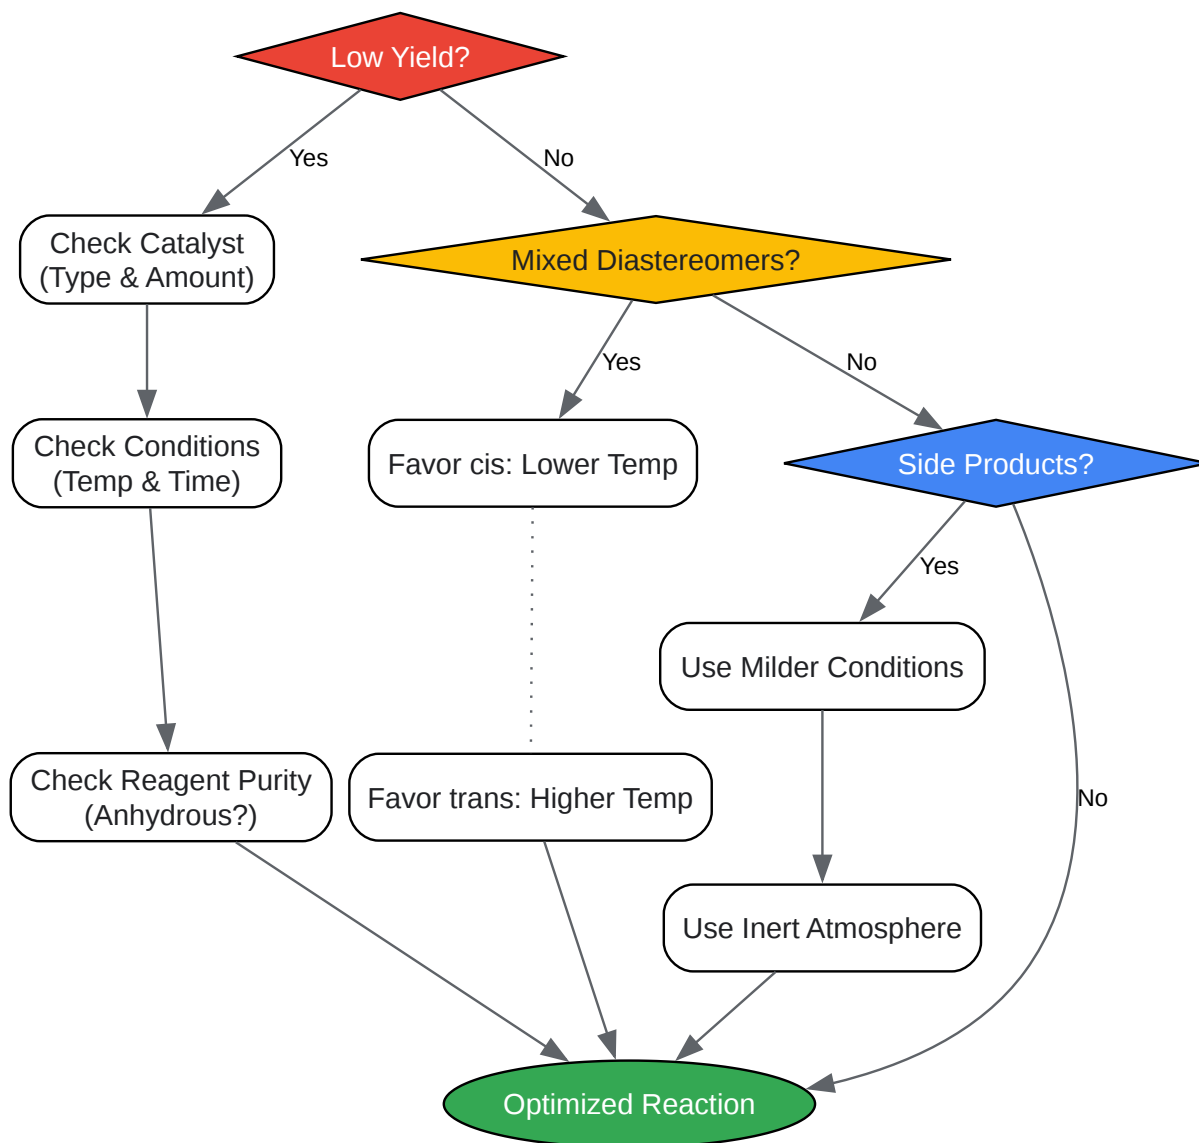 Low Yield?
Yes
No
Check Catalyst
(Type & Amount)
Mixed Diastereomers?
Yes
No
Check Conditions
(Temp & Time)
Favor cis: Lower Temp
Side Products?
Yes
Use Milder Conditions
Check Reagent Purity
(Anhydrous?)
Favor trans: Higher Temp
No
Use Inert Atmosphere
Optimized Reaction